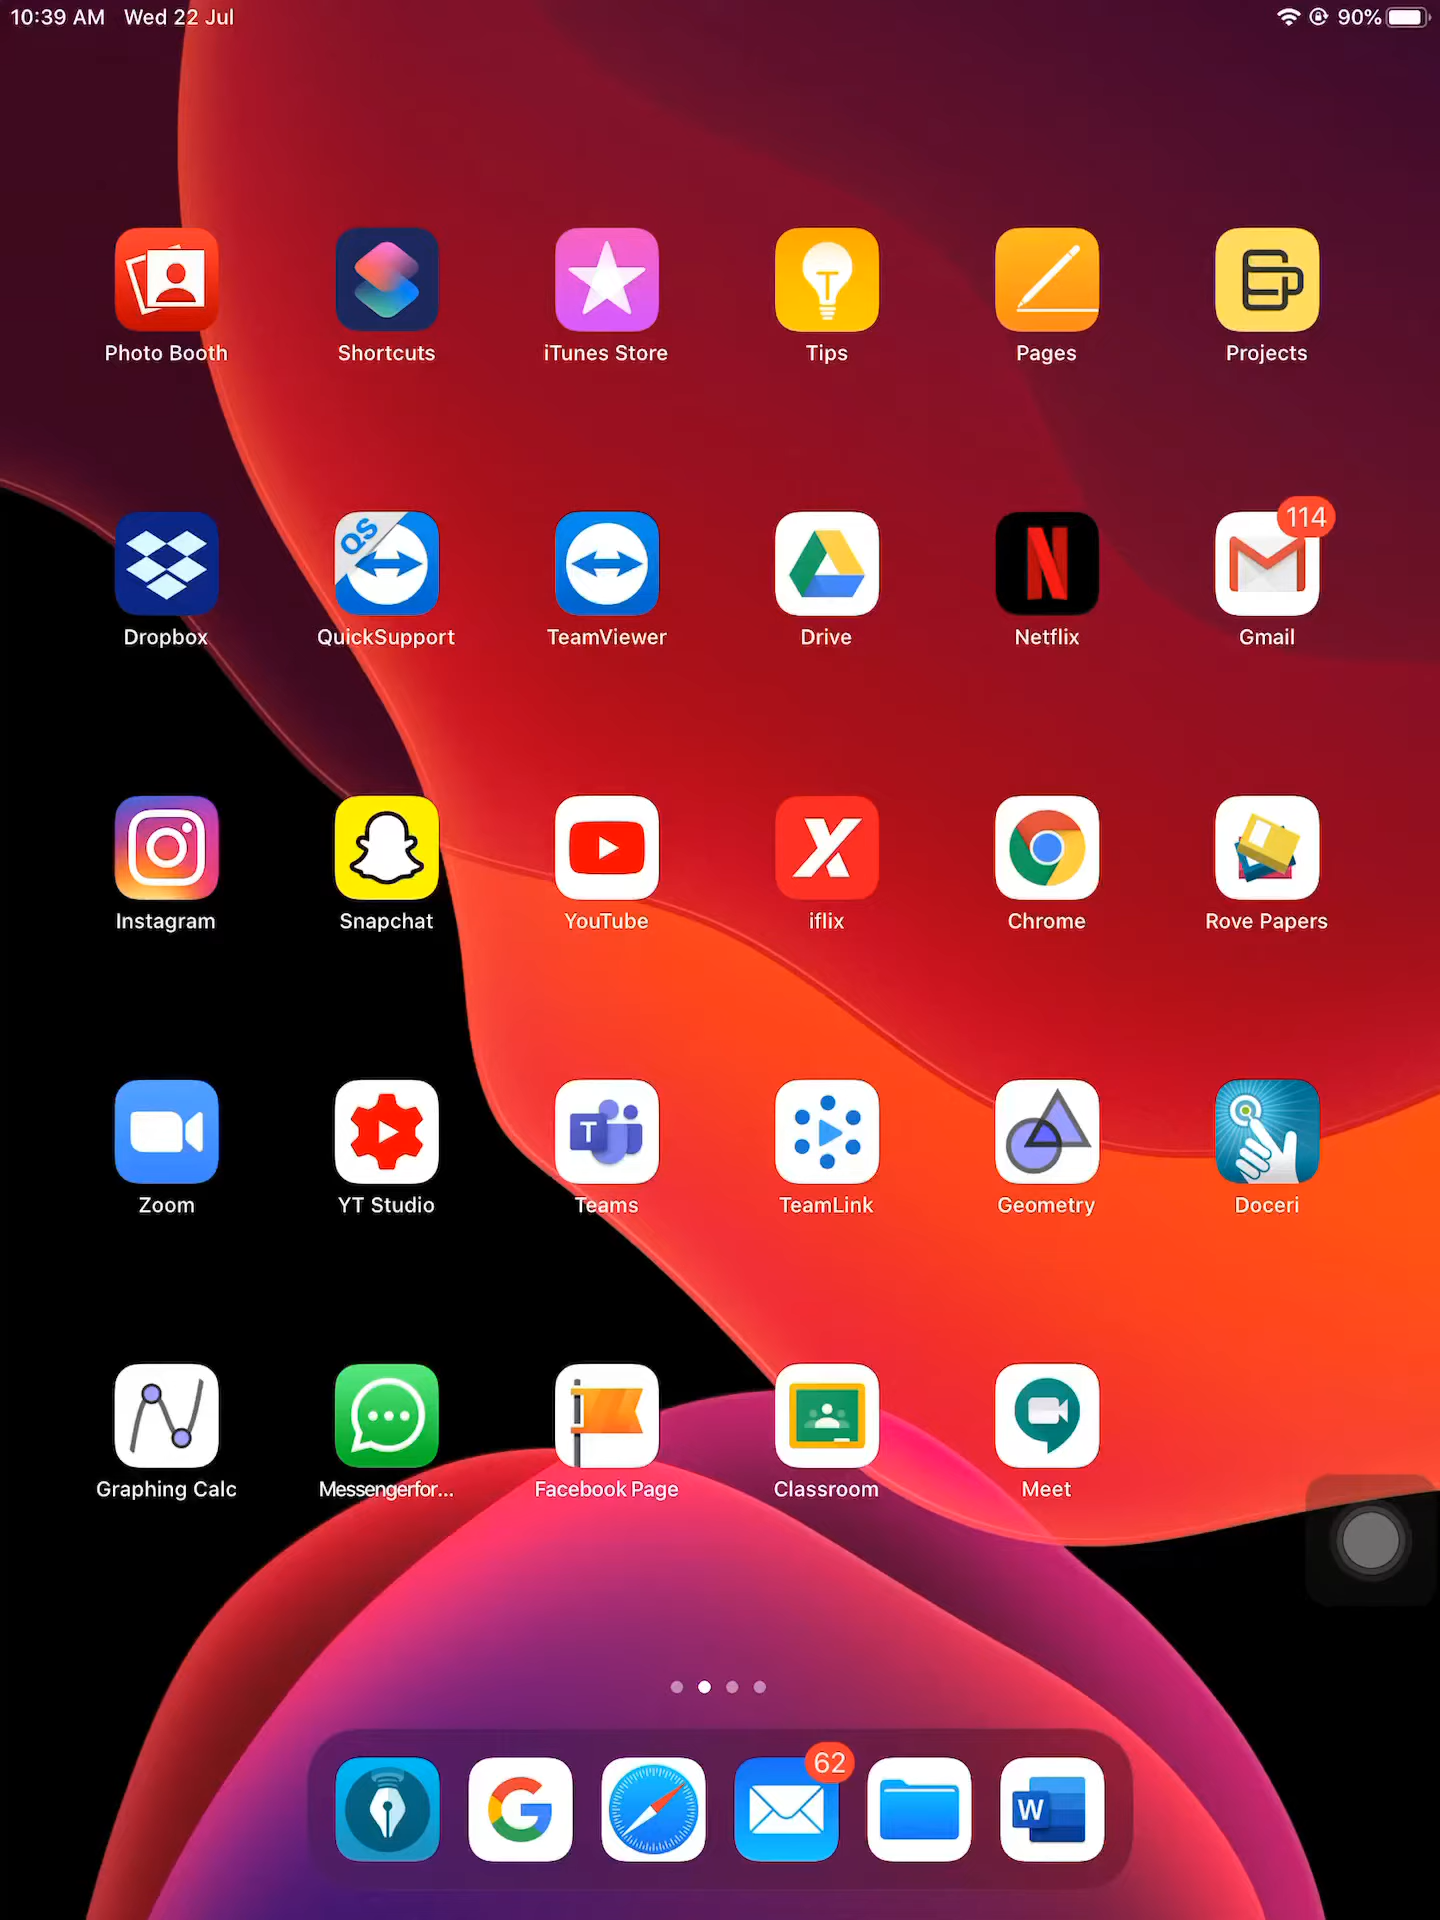 10:39 AM Wed 22 Jul 90%
Photo Booth Shortcuts iTunes Store Tips Pages Projects
QS 114
Dropbox QuickSupport TeamViewer Drive Netflix Gmail
Instagram Snapchat YouTube iflix Chrome Rove Papers
T
Zoom YT Studio Teams TeamLink Geometry Doceri
Graphing Calc Messengerfor... Facebook Page Classroom Meet
62
W